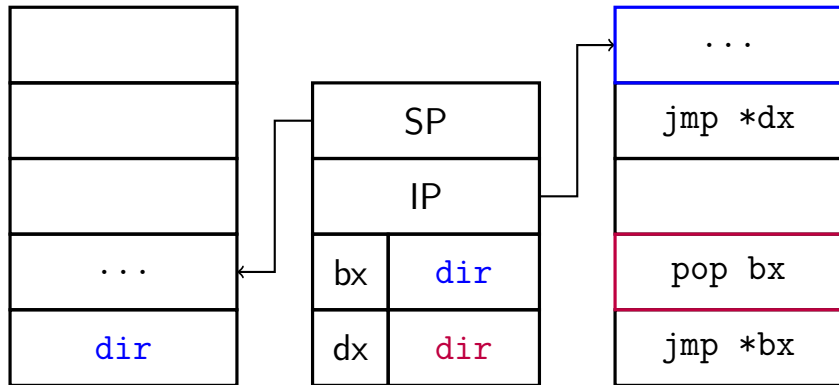 ...
dir
SP
IP
bx dir
dx dir
...
jmp *dx
pop bx
jmp *bx